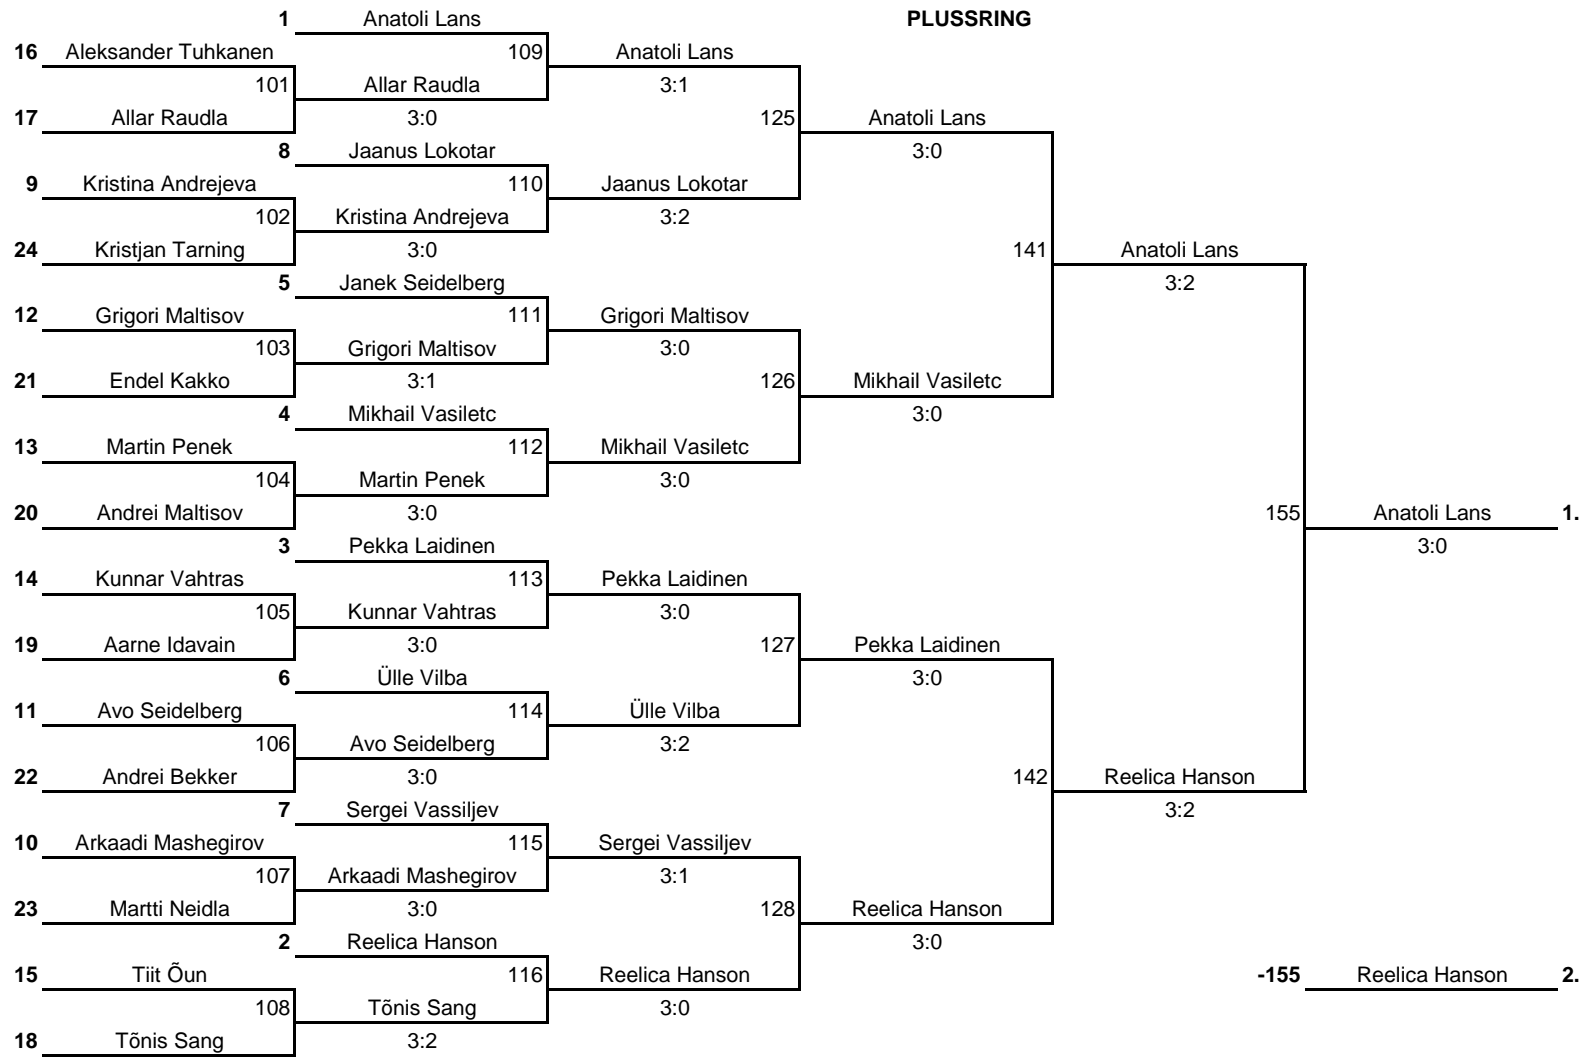 1 Anatoli Lans PLUSSRING
16 Aleksander Tuhkanen 109 Anatoli Lans
101 Allar Raudla 3:1
17 Allar Raudla 3:0 125 Anatoli Lans
8 Jaanus Lokotar 3:0
9 Kristina Andrejeva 110 Jaanus Lokotar
102 Kristina Andrejeva 3:2
24 Kristjan Tarning 3:0 141 Anatoli Lans
5 Janek Seidelberg 3:2
12 Grigori Maltisov 111 Grigori Maltisov
103 Grigori Maltisov 3:0
21 Endel Kakko 3:1 126 Mikhail Vasiletc
4 Mikhail Vasiletc 3:0
13 Martin Penek 112 Mikhail Vasiletc
104 Martin Penek 3:0
20 Andrei Maltisov 3:0 155 Anatoli Lans 1.
3 Pekka Laidinen 3:0
14 Kunnar Vahtras 113 Pekka Laidinen
105 Kunnar Vahtras 3:0
19 Aarne Idavain 3:0 127 Pekka Laidinen
6 Ülle Vilba 3:0
11 Avo Seidelberg 114 Ülle Vilba
106 Avo Seidelberg 3:2
22 Andrei Bekker 3:0 142 Reelica Hanson
7 Sergei Vassiljev 3:2
10 Arkaadi Mashegirov 115 Sergei Vassiljev
107 Arkaadi Mashegirov 3:1
23 Martti Neidla 3:0 128 Reelica Hanson
2 Reelica Hanson 3:0
15 Tiit Õun 116 Reelica Hanson -155 Reelica Hanson 2.
108 Tõnis Sang 3:0
18 Tõnis Sang 3:2